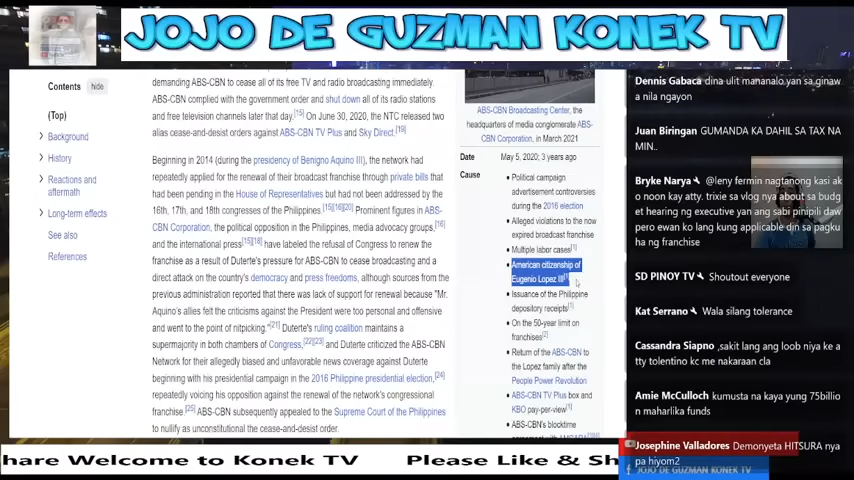 JOJO DE GUZMAN KONEK TV
Contents hide
(Top)
Background
History
Reactions and
aftermath
Long-term effects
See also
References
demanding ABS-CBN to cease all of its free TV and radio broadcasting immediately.
ABS-CBN complied with the government order and shut down all of its radio stations
and free television channels later that day.[15] On June 30, 2020, the NTC released two
alias cease-and-desist orders against ABS-CBN TV Plus and Sky Direct.[19]
Beginning in 2014 (during the presidency of Benigno Aquino III), the network had
repeatedly applied for the renewal of their broadcast franchise through private bills that
had been pending in the House of Representatives but had not been addressed by the
16th, 17th, and 18th congresses of the Philippines.[15][16][20] Prominent figures in ABS-
CBN Corporation, the political opposition in the Philippines, media advocacy groups,[16]
and the international press[15][18] have labeled the refusal of Congress to renew the
franchise as a result of Duterte's pressure for ABS-CBN to cease broadcasting and a
direct attack on the country's democracy and press freedoms, although sources from the
previous administration reported that there was lack of support for renewal because "Mr.
Aquino's allies felt the criticisms against the President were too personal and offensive
and went to the point of nitpicking."[21] Duterte's ruling coalition maintains a
supermajority in both chambers of Congress,[22][23] and Duterte criticized the ABS-CBN
Network for their allegedly biased and unfavorable news coverage against Duterte
beginning with his presidential campaign in the 2016 Philippine presidential election,[24]
repeatedly voicing his opposition against the renewal of the network's congressional
franchise.[25] ABS-CBN subsequently appealed to the Supreme Court of the Philippines
to nullify as unconstitutional the cease-and-desist order.
ABS-CBN Broadcasting Center, the
headquarters of media conglomerate ABS-
CBN Corporation, in March 2021
Date May 5, 2020; 3 years ago
Cause
• Political campaign
advertisement controversies
during the 2016 election
• Alleged violations to the now
expired broadcast franchise
• Multiple labor cases[1]
• American citizenship of
Eugenio Lopez III[1]
• Issuance of the Philippine
depository receipts[1]
• On the 50-year limit on
franchises[2]
• Return of the ABS-CBN to
the Lopez family after the
People Power Revolution
• ABS-CBN TV Plus box and
KBO pay-per-view[1]
• ABS-CBN's blocktime
Dennis Gabaca dina ulit mananalo yan sa ginaw
a nila ngayon
Juan Biringan GUMANDA KA DAHIL SA TAX NA
MIN..
Bryke Narya @leny fermin nagtanong kasi ak
o noon kay atty. trixie sa vlog nya about sa budg
et hearing ng executive yan ang sabi pinipili daw
pero ewan ko lang kung applicable din sa pagku
ha ng franchise
SD PINOY TV Shoutout everyone
Kat Serrano Wala silang tolerance
Cassandra Siapno ,sakit lang ang loob niya ke a
tty tolentino kc me nakaraan cla
Amie McCulloch kumusta na kaya yung 75billio
n maharlika funds
Josephine Valladores Demonyeta HITSURA nya
pa hiyom2
JOJO DE GUZMAN KONEK TV
hare Welcome to Konek TV Please Like & Sh